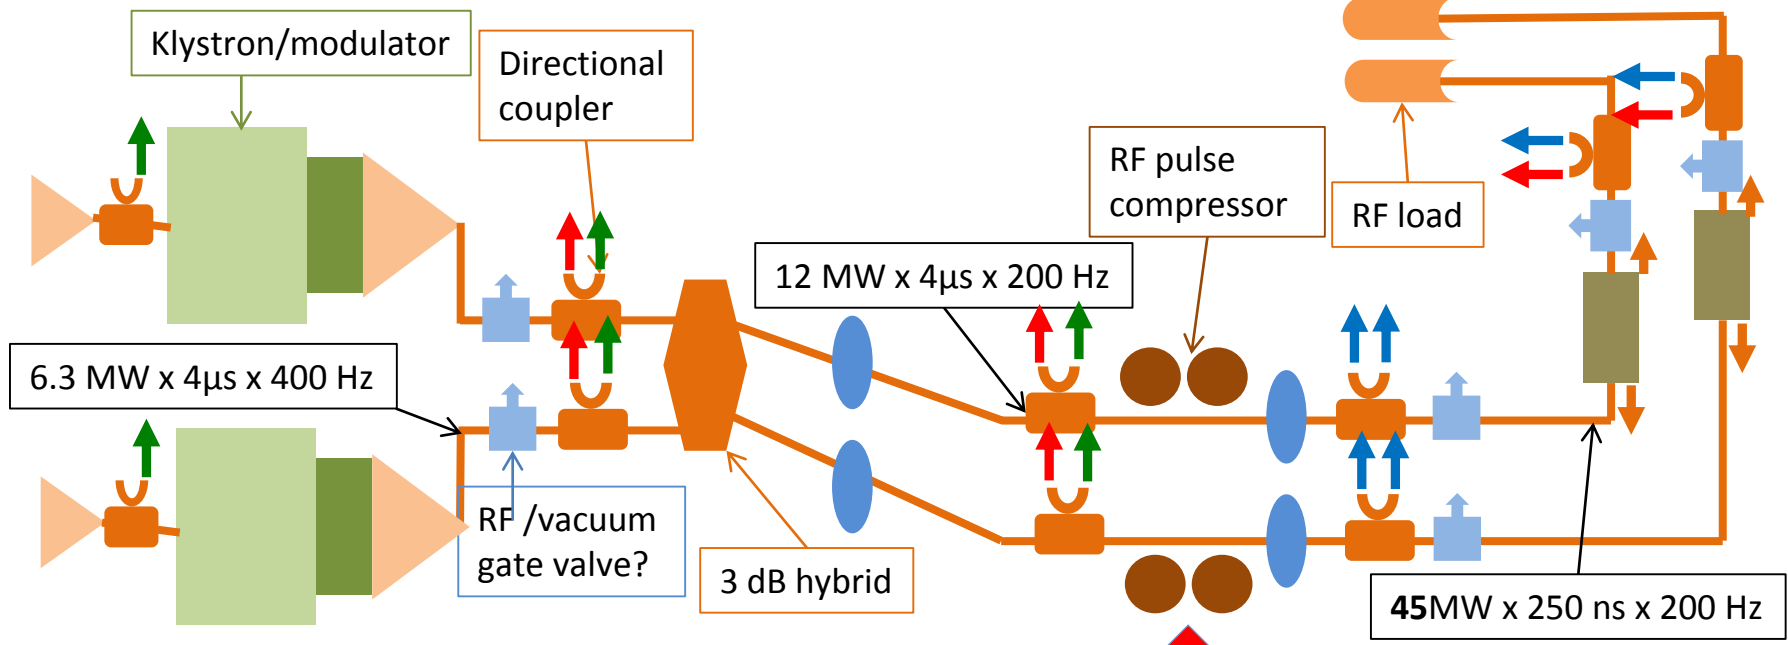 Klystron/modulator
Directional
coupler
RF pulse
compressor
RF load
12 MW x 4µs x 200 Hz
6.3 MW x 4µs x 400 Hz
RF /vacuum
gate valve?
3 dB hybrid
45MW x 250 ns x 200 Hz